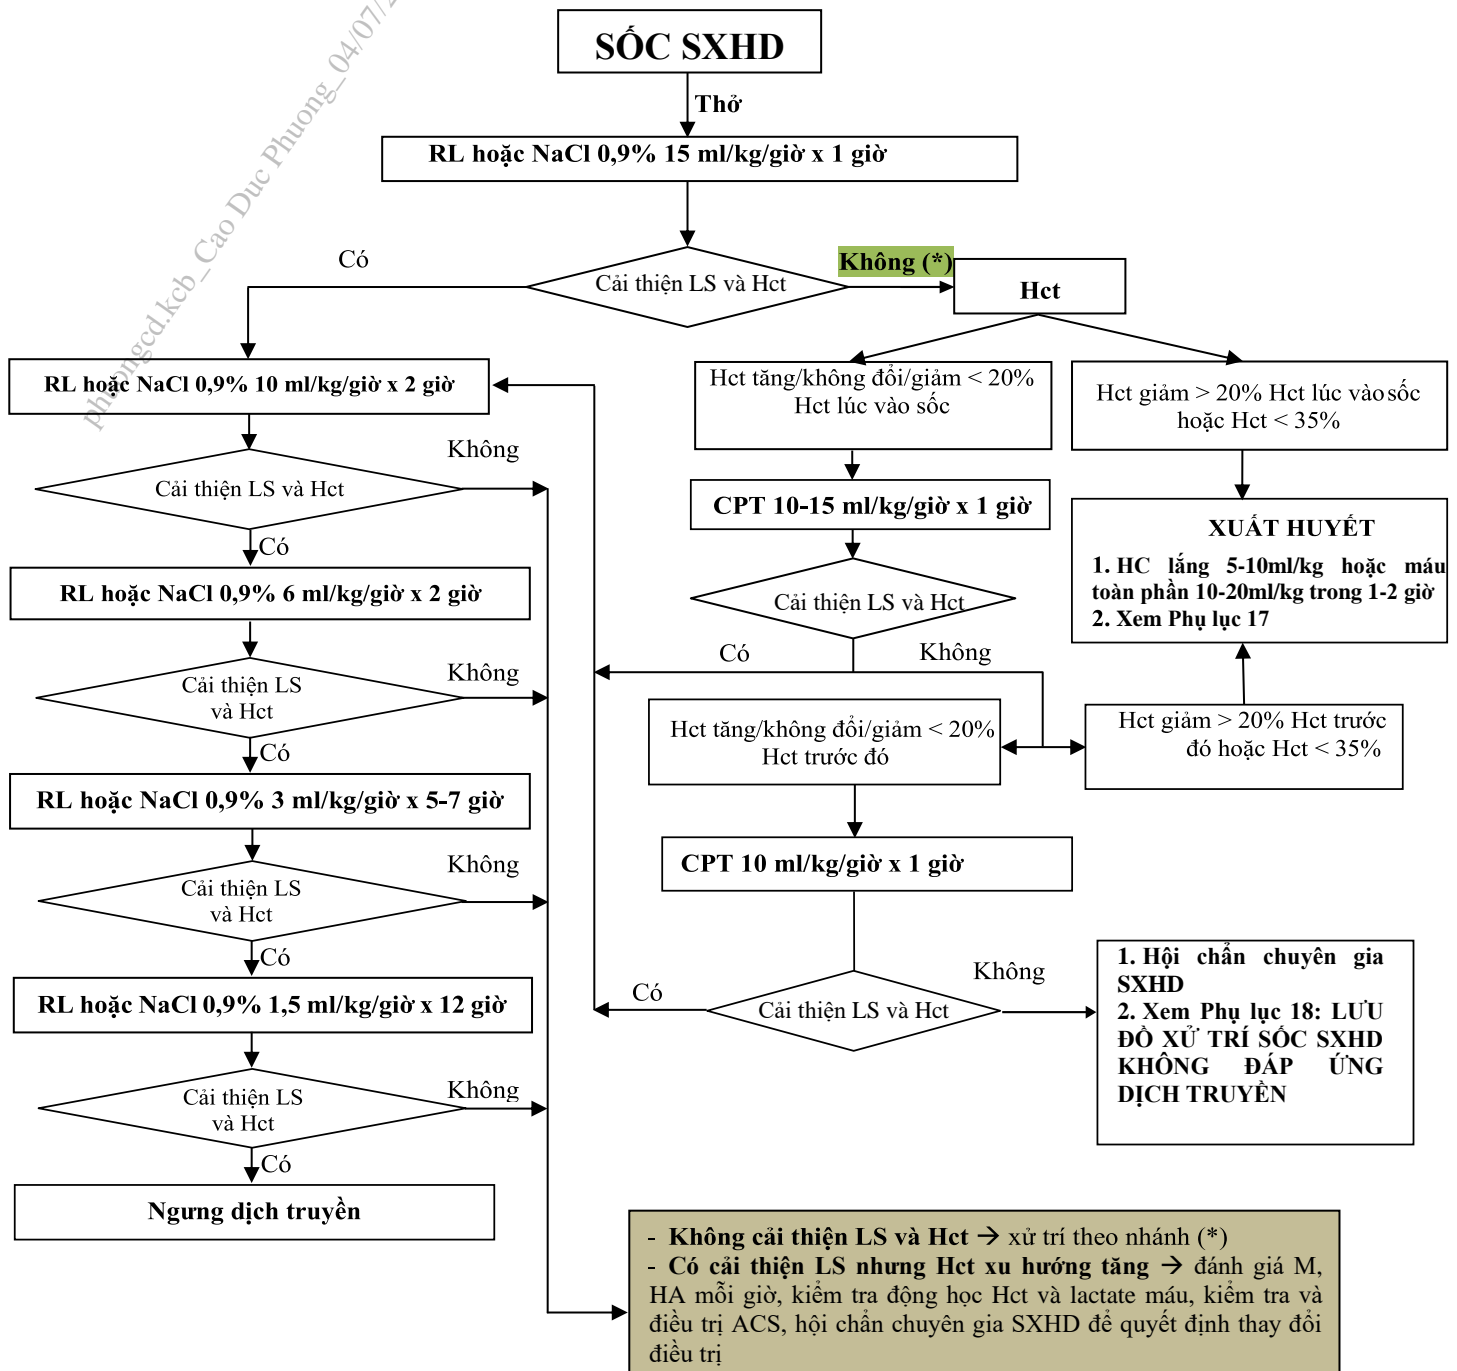 phuongcd.kcb_Cao Duc Phuong_04/07/2
SỐC SXHD
Thở
RL hoặc NaCl 0,9% 15 ml/kg/giờ x 1 giờ
Có
Cải thiện LS và Hct
Không (*)
Hct
RL hoặc NaCl 0,9% 10 ml/kg/giờ x 2 giờ
Hct tăng/không đổi/giảm < 20%
Hct lúc vào sốc
Hct giảm > 20% Hct lúc vào sốc
hoặc Hct < 35%
Không
Cải thiện LS và Hct
Có
CPT 10-15 ml/kg/giờ x 1 giờ
XUẤT HUYẾT
1. HC lắng 5-10ml/kg hoặc máu
toàn phần 10-20ml/kg trong 1-2 giờ
2. Xem Phụ lục 17
RL hoặc NaCl 0,9% 6 ml/kg/giờ x 2 giờ
Cải thiện LS và Hct
Có
Không
Không
Cải thiện LS
và Hct
Có
Hct tăng/không đổi/giảm < 20%
Hct trước đó
Hct giảm > 20% Hct trước
đó hoặc Hct < 35%
RL hoặc NaCl 0,9% 3 ml/kg/giờ x 5-7 giờ
CPT 10 ml/kg/giờ x 1 giờ
Không
Cải thiện LS
và Hct
Có
RL hoặc NaCl 0,9% 1,5 ml/kg/giờ x 12 giờ
Có
Cải thiện LS và Hct
Không
1. Hội chẩn chuyên gia
SXHD
2. Xem Phụ lục 18: LƯU
ĐỒ XỬ TRÍ SỐC SXHD
KHÔNG ĐÁP ỨNG
DỊCH TRUYỀN
Không
Cải thiện LS
và Hct
Có
Ngưng dịch truyền
- Không cải thiện LS và Hct → xử trí theo nhánh (*)
- Có cải thiện LS nhưng Hct xu hướng tăng → đánh giá M,
HA mỗi giờ, kiểm tra động học Hct và lactate máu, kiểm tra và
điều trị ACS, hội chẩn chuyên gia SXHD để quyết định thay đổi
điều trị